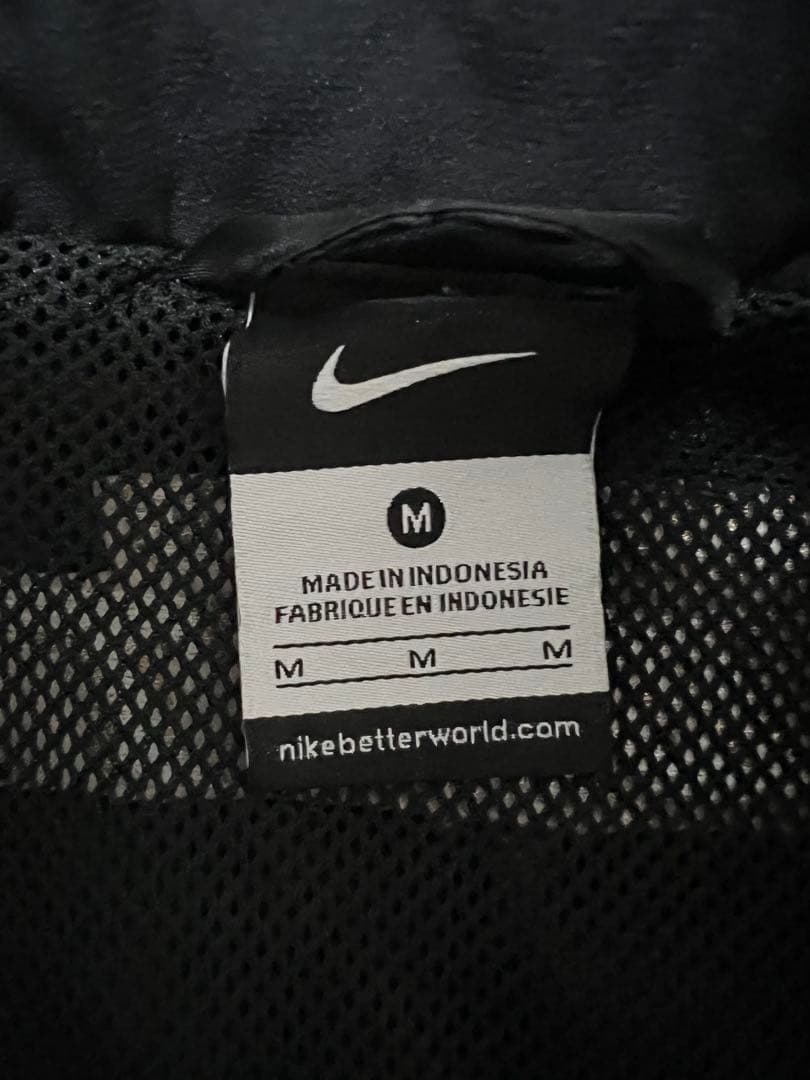 M
MADE IN INDONESIA
FABRIQUE EN INDONESIE
M M M
nikebetterworld.com